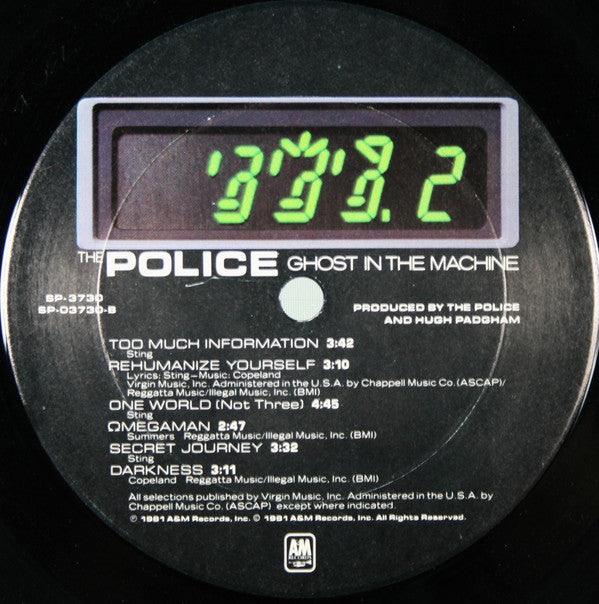 2
THE POLICE GHOST IN THE MACHINE
SP-3730
SP-03730-B
PRODUCED BY THE POLICE
AND HUGH PADGHAM
TOO MUCH INFORMATION 3:42
Sting
REHUMANIZE YOURSELF 3:10
Lyrics: Sting–Music: Copeland
Virgin Music, Inc. Administered in the U.S.A. by Chappell Music Co. (ASCAP)/
Reggatta Music/Illegal Music, Inc. (BMI)
ONE WORLD (Not Three) 4:45
Sting
ΩMEGAMAN 2:47
Summers Reggatta Music/Illegal Music, Inc. (BMI)
SECRET JOURNEY 3:32
Sting
DARKNESS 3:11
Copeland Reggatta Music/Illegal Music, Inc. (BMI)
All selections published by Virgin Music, Inc. Administered in the U.S.A. by
Chappell Music Co. (ASCAP) except where indicated.
℗ 1981 A&M Records, Inc. © 1981 A&M Records, Inc. All Rights Reserved.
A&M
RECORDS